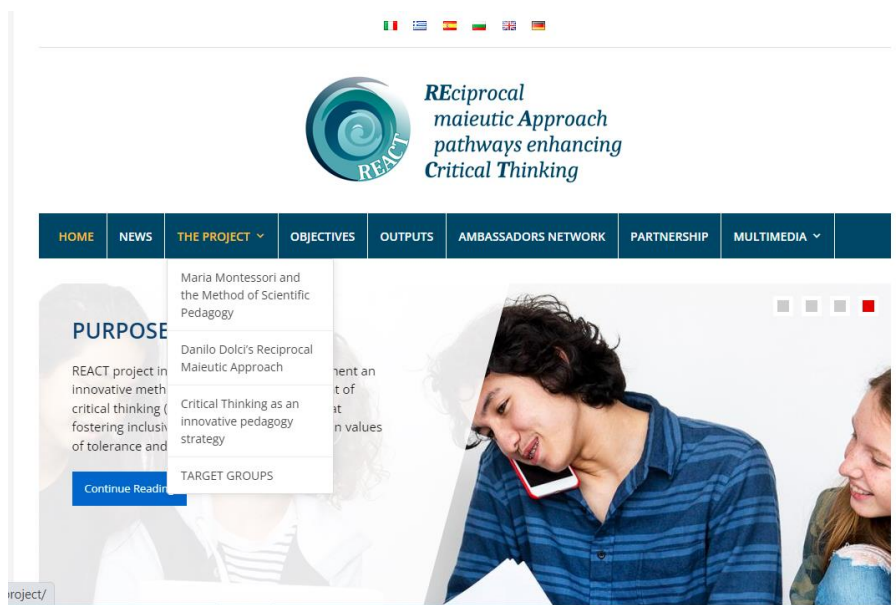 REciprocal
maieutic Approach
pathways enhancing
Critical Thinking
REACT
HOME NEWS THE PROJECT OBJECTIVES OUTPUTS AMBASSADORS NETWORK PARTNERSHIP MULTIMEDIA
Maria Montessori and
the Method of Scientific
Pedagogy
Danilo Dolci's Reciprocal
Maieutic Approach
Critical Thinking as an
innovative pedagogy
strategy
TARGET GROUPS
PURPOSE
REACT project in ment an
innovative meth t of
critical thinking ( at
fostering inclusiv n values
of tolerance and
Continue Reading
roject/